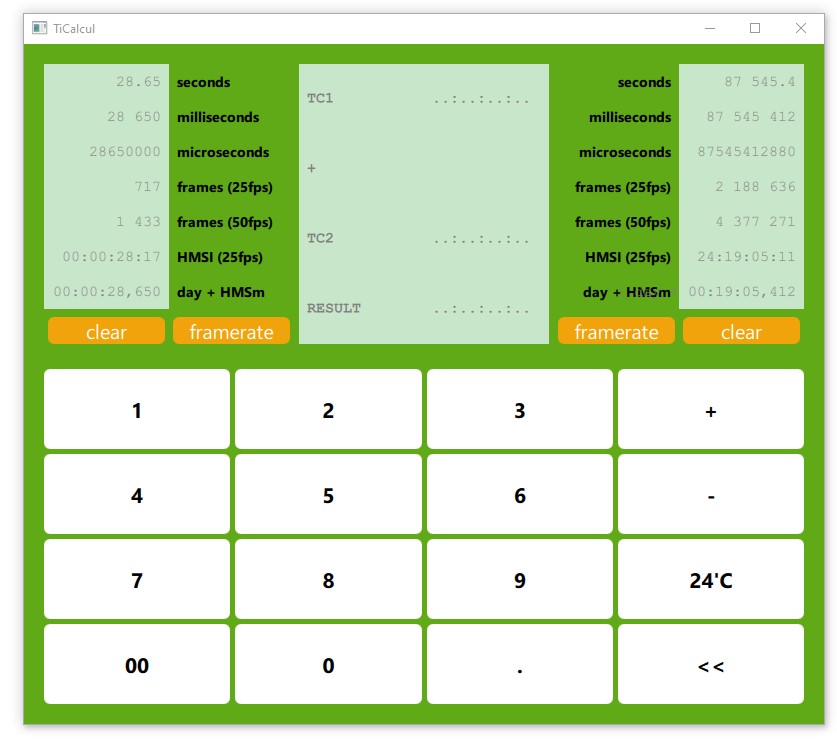 TiCalcul
28.65 seconds
28 650 milliseconds
28650000 microseconds
717 frames (25fps)
1 433 frames (50fps)
00:00:28:17 HMSI (25fps)
00:00:28,650 day + HMSm
clear framerate
TC1 ..:..:..:..
+
TC2 ..:..:..:..
RESULT ..:..:..:..
seconds 87 545.4
milliseconds 87 545 412
microseconds 87545412880
frames (25fps) 2 188 636
frames (50fps) 4 377 271
HMSI (25fps) 24:19:05:11
day + HMSm 00:19:05,412
framerate clear
1 2 3 +
4 5 6 -
7 8 9 24'C
00 0 . <<